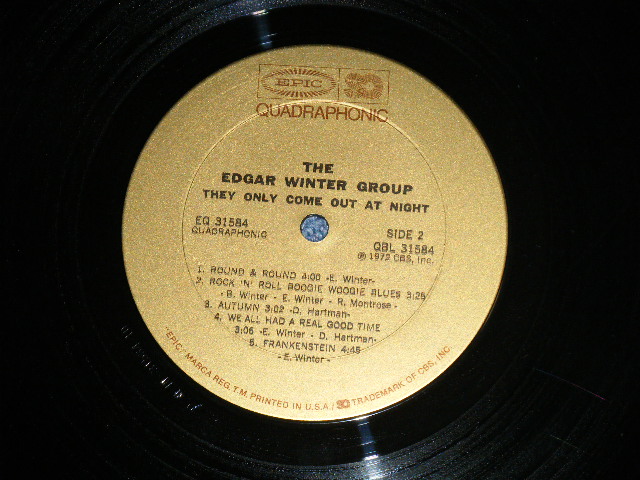 EPIC SQ
QUADRAPHONIC
THE
EDGAR WINTER GROUP
THEY ONLY COME OUT AT NIGHT
EQ 31584
QUADRAPHONIC
SIDE 2
QBL 31584
℗ 1972 CBS, Inc.
1. ROUND & ROUND 4:00 -E. Winter-
2. ROCK 'N' ROLL BOOGIE WOOGIE BLUES 3:25
-B. Winter - E. Winter - R. Montrose-
3. AUTUMN 3:02 -D. Hartman-
4. WE ALL HAD A REAL GOOD TIME
3:06 -E. Winter - D. Hartman-
5. FRANKENSTEIN 4:45
-E. Winter-
"EPIC," MARCA REG. T.M. PRINTED IN U.S.A./ SQ TRADEMARK OF CBS, INC.